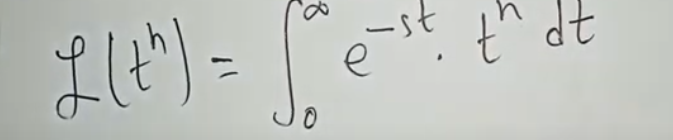 ℒ(tⁿ) = ∫₀^∞ e^{-st} . tⁿ dt